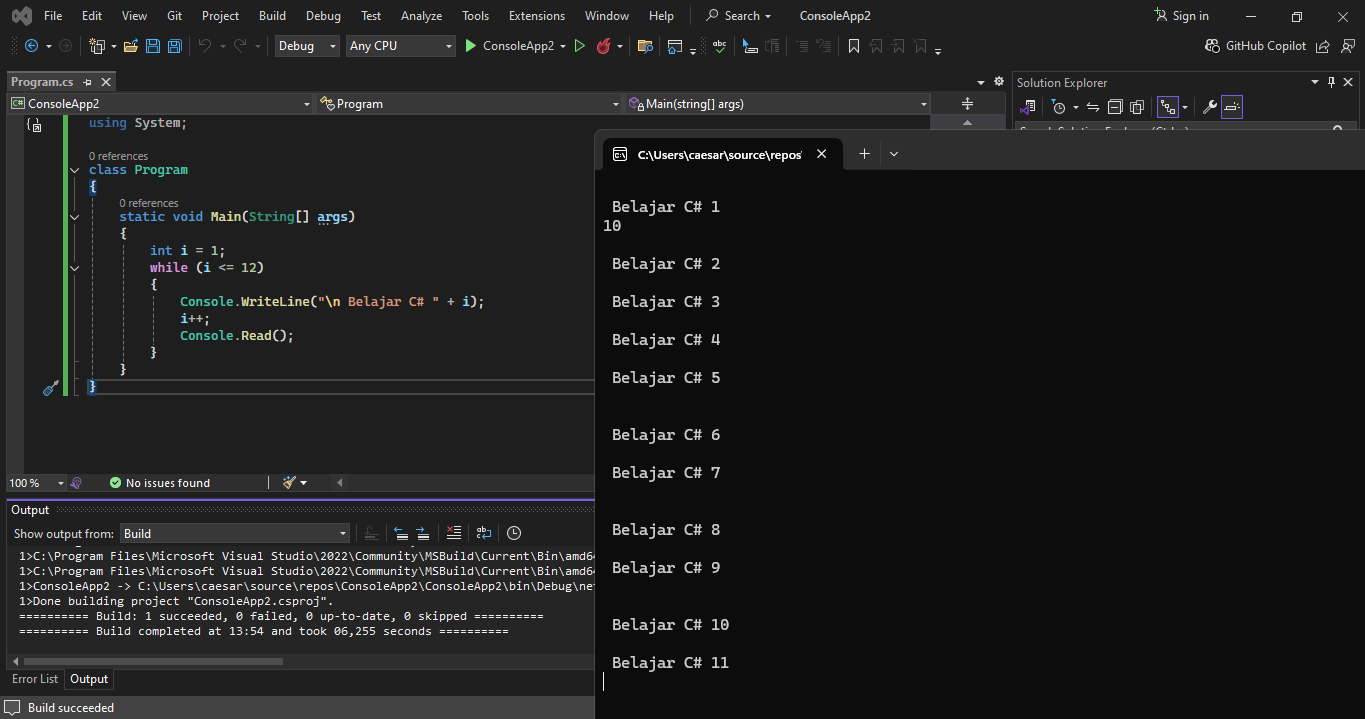 File Edit View Git Project Build Debug Test Analyze Tools Extensions Window Help Search ConsoleApp2 Sign in
Debug Any CPU ConsoleApp2 abc GitHub Copilot
Program.cs
C# ConsoleApp2 Program Main(string[] args)
using System;
0 references
class Program
{
0 references
static void Main(String[] args)
{
int i = 1;
while (i <= 12)
{
Console.WriteLine("\n Belajar C# " + i);
i++;
Console.Read();
}
}
}
100 % No issues found
Output
Show output from: Build
1>C:\Program Files\Microsoft Visual Studio\2022\Community\MSBuild\Current\Bin\amd64
1>C:\Program Files\Microsoft Visual Studio\2022\Community\MSBuild\Current\Bin\amd64
1>ConsoleApp2 -> C:\Users\caesar\source\repos\ConsoleApp2\ConsoleApp2\bin\Debug\ne
1>Done building project "ConsoleApp2.csproj".
========== Build: 1 succeeded, 0 failed, 0 up-to-date, 0 skipped ==========
========== Build completed at 13:54 and took 06,255 seconds ==========
Error List Output
Build succeeded
Solution Explorer
C:\Users\caesar\source\repos\
Belajar C# 1
10
Belajar C# 2
Belajar C# 3
Belajar C# 4
Belajar C# 5
Belajar C# 6
Belajar C# 7
Belajar C# 8
Belajar C# 9
Belajar C# 10
Belajar C# 11